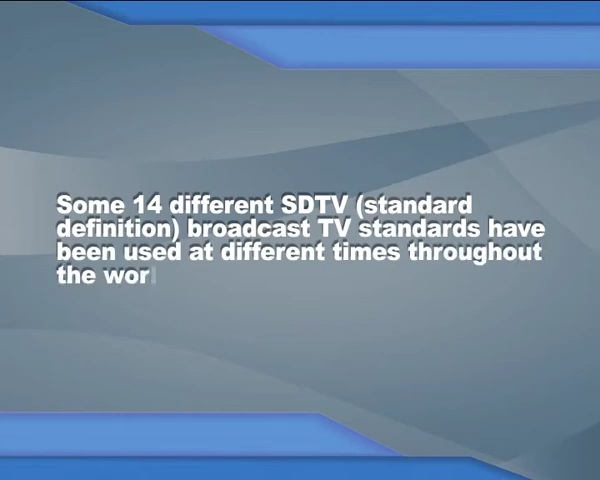 Some 14 different SDTV (standard
definition) broadcast TV standards have
been used at different times throughout
the wor